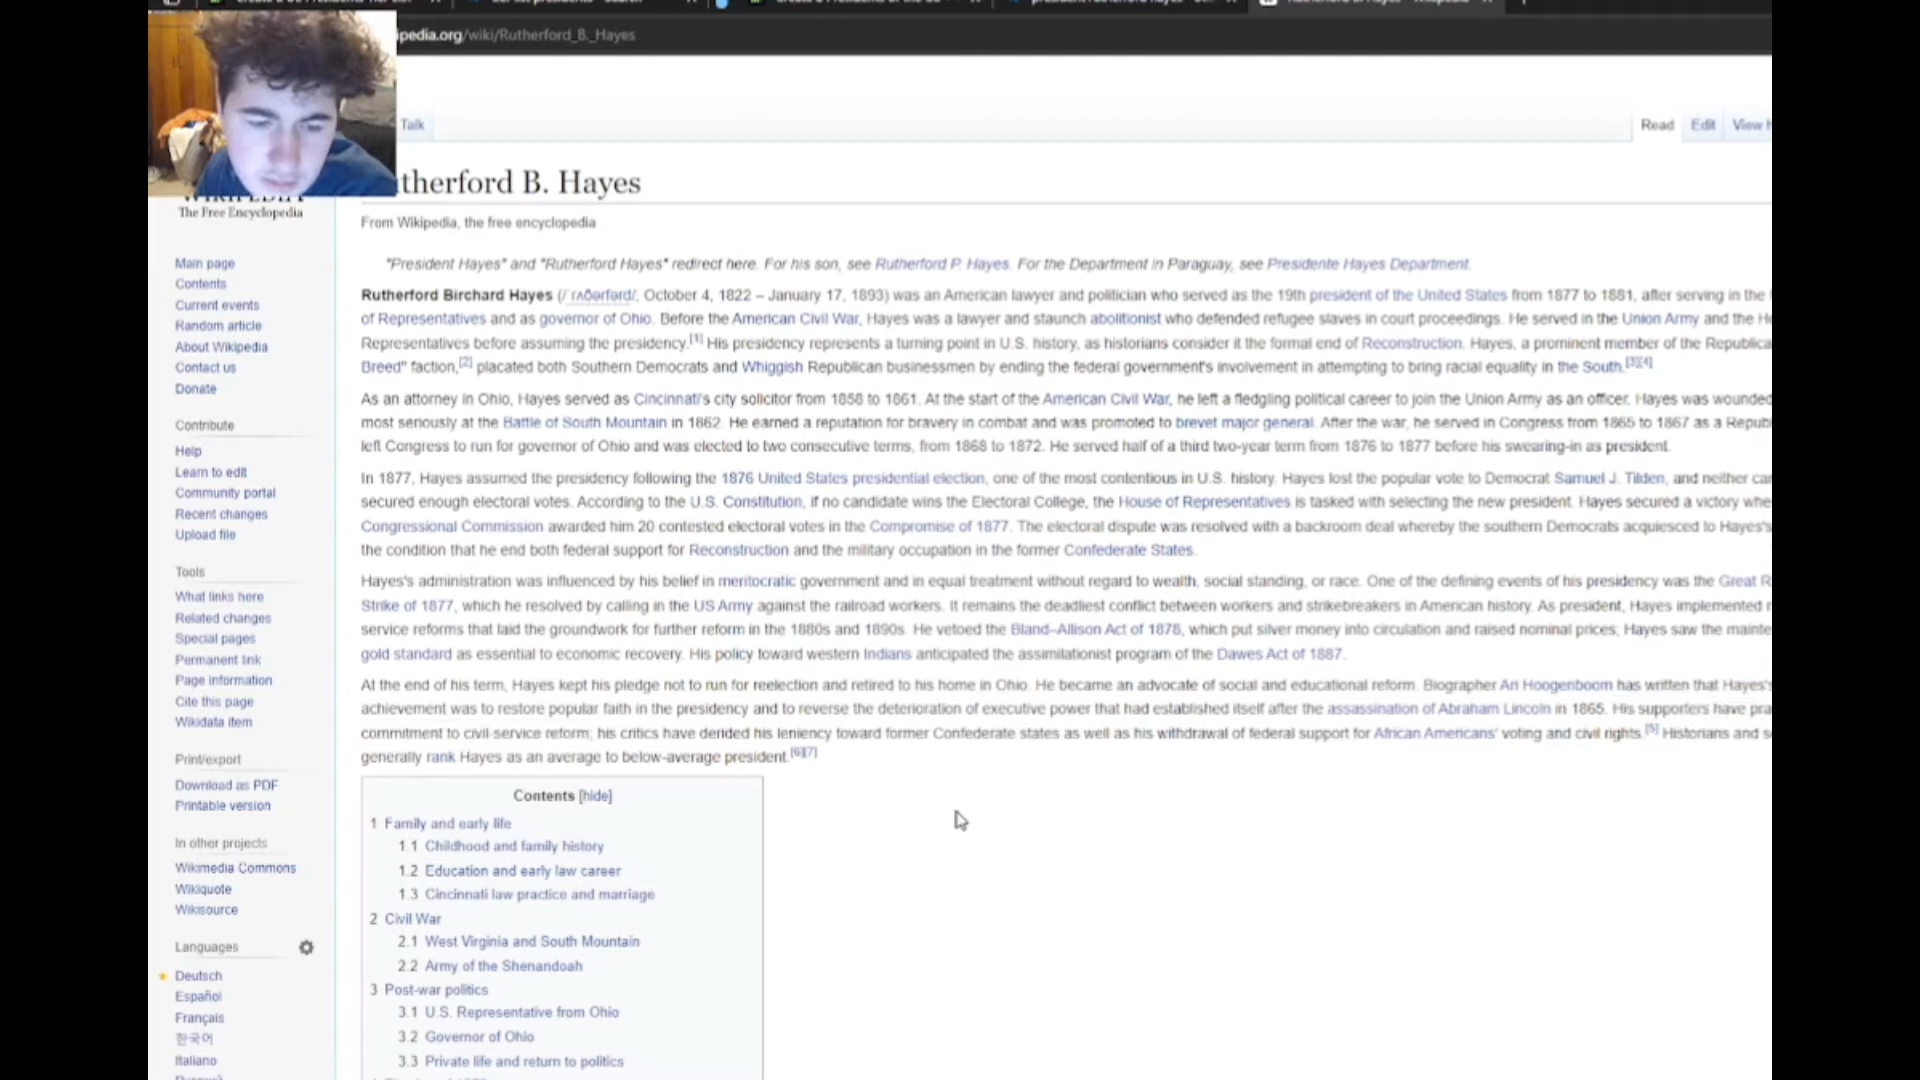 pedia.org/wiki/Rutherford_B._Hayes
Talk
Read Edit View
therford B. Hayes
The Free Encyclopedia
From Wikipedia, the free encyclopedia
"President Hayes" and "Rutherford Hayes" redirect here. For his son, see Rutherford P. Hayes. For the Department in Paraguay, see Presidente Hayes Department.
Rutherford Birchard Hayes (/ˈrʌðərfərd/; October 4, 1822 – January 17, 1893) was an American lawyer and politician who served as the 19th president of the United States from 1877 to 1881, after serving in the
of Representatives and as governor of Ohio. Before the American Civil War, Hayes was a lawyer and staunch abolitionist who defended refugee slaves in court proceedings. He served in the Union Army and the
Representatives before assuming the presidency.[1] His presidency represents a turning point in U.S. history, as historians consider it the formal end of Reconstruction. Hayes, a prominent member of the Republica
Breed" faction,[2] placated both Southern Democrats and Whiggish Republican businessmen by ending the federal government's involvement in attempting to bring racial equality in the South.[3][4]
As an attorney in Ohio, Hayes served as Cincinnati's city solicitor from 1858 to 1861. At the start of the American Civil War, he left a fledgling political career to join the Union Army as an officer. Hayes was wounded
most seriously at the Battle of South Mountain in 1862. He earned a reputation for bravery in combat and was promoted to brevet major general. After the war, he served in Congress from 1865 to 1867 as a Republ
left Congress to run for governor of Ohio and was elected to two consecutive terms, from 1868 to 1872. He served half of a third two-year term from 1876 to 1877 before his swearing-in as president.
In 1877, Hayes assumed the presidency following the 1876 United States presidential election, one of the most contentious in U.S. history. Hayes lost the popular vote to Democrat Samuel J. Tilden, and neither can
secured enough electoral votes. According to the U.S. Constitution, if no candidate wins the Electoral College, the House of Representatives is tasked with selecting the new president. Hayes secured a victory whe
Congressional Commission awarded him 20 contested electoral votes in the Compromise of 1877. The electoral dispute was resolved with a backroom deal whereby the southern Democrats acquiesced to Hayes's
the condition that he end both federal support for Reconstruction and the military occupation in the former Confederate States.
Hayes's administration was influenced by his belief in meritocratic government and in equal treatment without regard to wealth, social standing, or race. One of the defining events of his presidency was the Great R
Strike of 1877, which he resolved by calling in the US Army against the railroad workers. It remains the deadliest conflict between workers and strikebreakers in American history. As president, Hayes implemented
service reforms that laid the groundwork for further reform in the 1880s and 1890s. He vetoed the Bland–Allison Act of 1878, which put silver money into circulation and raised nominal prices; Hayes saw the mainte
gold standard as essential to economic recovery. His policy toward western Indians anticipated the assimilationist program of the Dawes Act of 1887.
At the end of his term, Hayes kept his pledge not to run for reelection and retired to his home in Ohio. He became an advocate of social and educational reform. Biographer Ari Hoogenboom has written that Hayes's
achievement was to restore popular faith in the presidency and to reverse the deterioration of executive power that had established itself after the assassination of Abraham Lincoln in 1865. His supporters have pra
commitment to civil-service reform; his critics have derided his leniency toward former Confederate states as well as his withdrawal of federal support for African Americans' voting and civil rights.[5] Historians and
generally rank Hayes as an average to below-average president.[6][7]
Contents [hide]
1 Family and early life
1.1 Childhood and family history
1.2 Education and early law career
1.3 Cincinnati law practice and marriage
2 Civil War
2.1 West Virginia and South Mountain
2.2 Army of the Shenandoah
3 Post-war politics
3.1 U.S. Representative from Ohio
3.2 Governor of Ohio
3.3 Private life and return to politics
Main page
Contents
Current events
Random article
About Wikipedia
Contact us
Donate
Contribute
Help
Learn to edit
Community portal
Recent changes
Upload file
Tools
What links here
Related changes
Special pages
Permanent link
Page information
Cite this page
Wikidata item
Print/export
Download as PDF
Printable version
In other projects
Wikimedia Commons
Wikiquote
Wikisource
Languages
Deutsch
Español
Français
한국어
Italiano